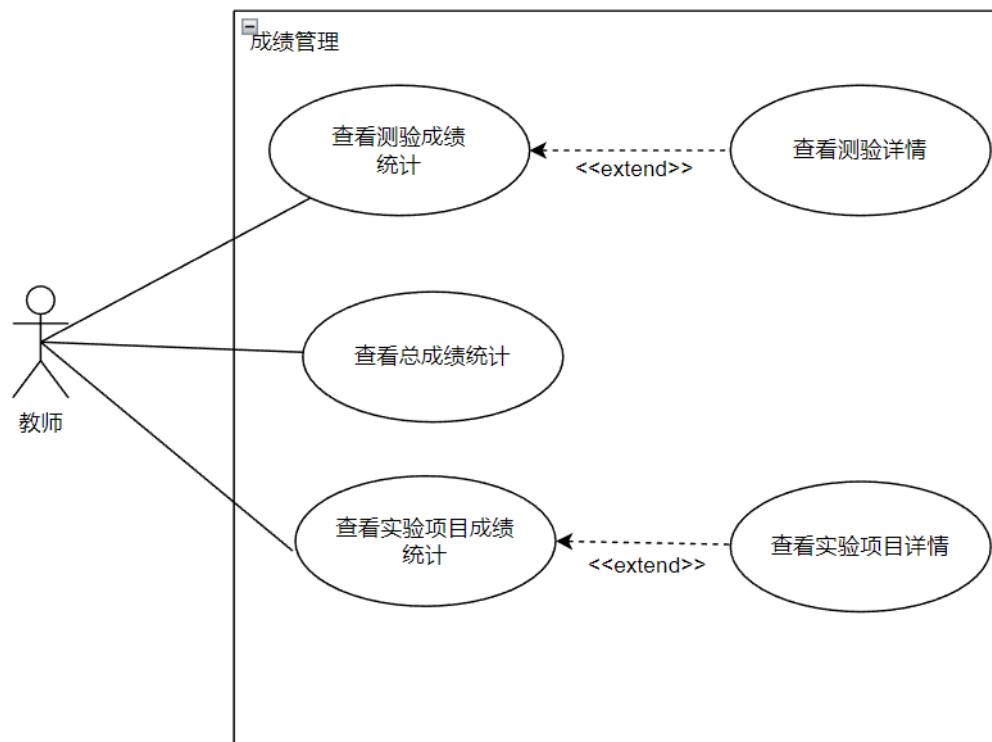 成绩管理
查看测验成绩
统计
<<extend>>
查看测验详情
查看总成绩统计
教师
查看实验项目成绩
统计
<<extend>>
查看实验项目详情